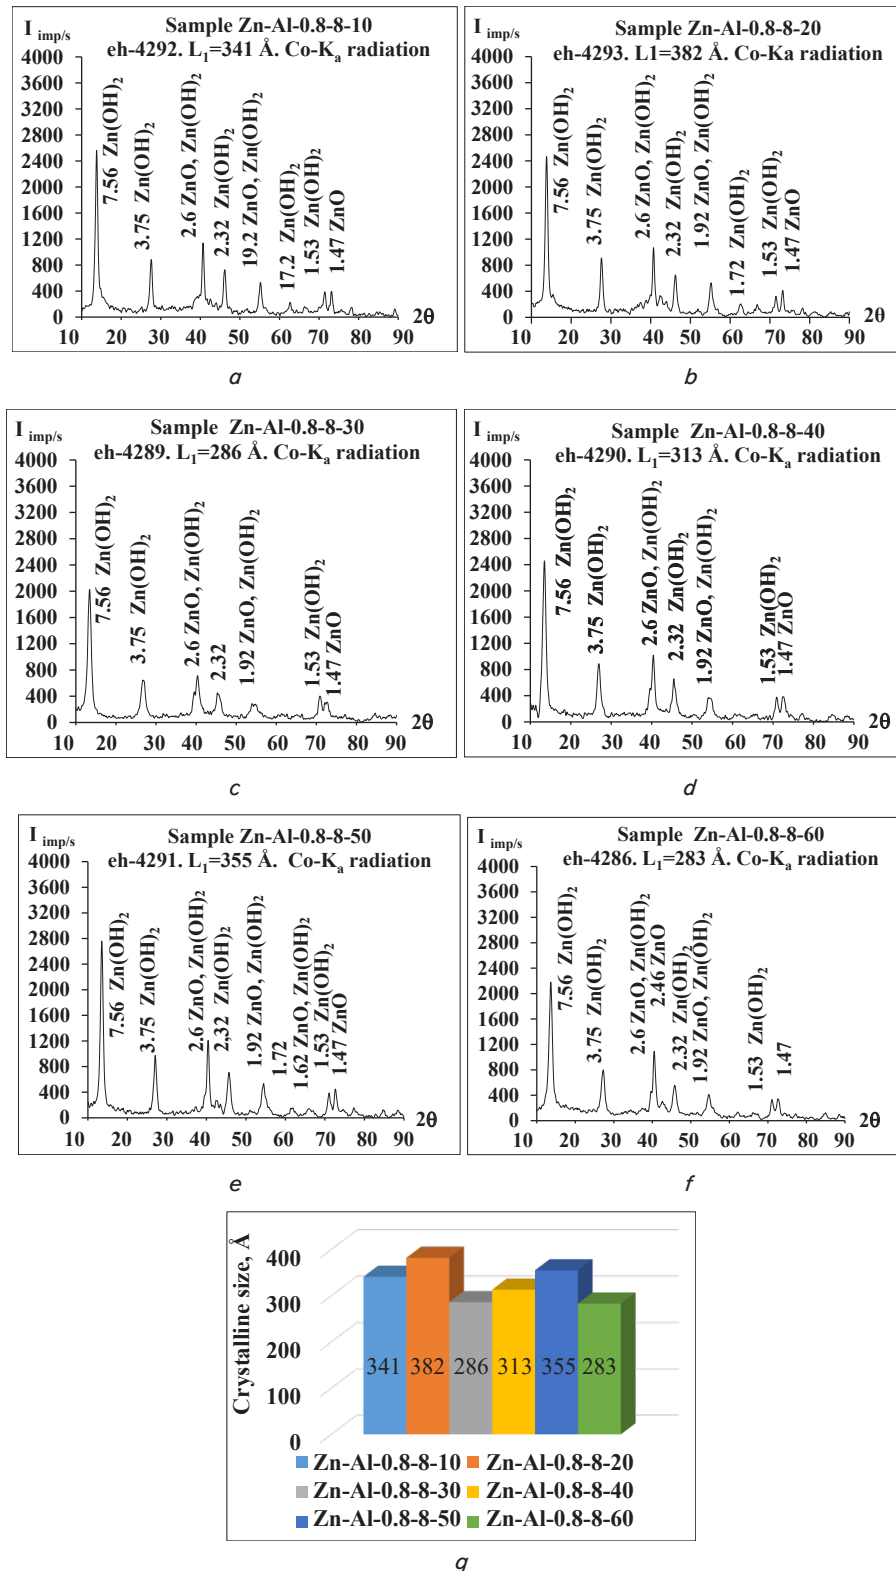 I imp/s
Sample Zn-Al-0.8-8-10
eh-4292. L₁=341 Å. Co-Kₐ radiation
4000
3600
3200
2800
2400
2000
1600
1200
800
400
0
7.56 Zn(OH)₂
3.75 Zn(OH)₂
2.6 ZnO, Zn(OH)₂
2.32 Zn(OH)₂
19.2 ZnO, Zn(OH)₂
17.2 Zn(OH)₂
1.53 Zn(OH)₂
1.47 ZnO
2θ
10 20 30 40 50 60 70 80 90
a
I imp/s
Sample Zn-Al-0.8-8-20
eh-4293. L1=382 Å. Co-Ka radiation
4000
3600
3200
2800
2400
2000
1600
1200
800
400
0
7.56 Zn(OH)₂
3.75 Zn(OH)₂
2.6 ZnO, Zn(OH)₂
2.32 Zn(OH)₂
1.92 ZnO, Zn(OH)₂
1.72 Zn(OH)₂
1.53 Zn(OH)₂
1.47 ZnO
2θ
10 20 30 40 50 60 70 80 90
b
I imp/s
Sample Zn-Al-0.8-8-30
eh-4289. L₁=286 Å. Co-Kₐ radiation
4000
3600
3200
2800
2400
2000
1600
1200
800
400
0
7.56 Zn(OH)₂
3.75 Zn(OH)₂
2.6 ZnO, Zn(OH)₂
2.32
1.92 ZnO, Zn(OH)₂
1.53 Zn(OH)₂
1.47 ZnO
2θ
10 20 30 40 50 60 70 80 90
c
I imp/s
Sample Zn-Al-0.8-8-40
eh-4290. L₁=313 Å. Co-Kₐ radiation
4000
3600
3200
2800
2400
2000
1600
1200
800
400
0
7.56 Zn(OH)₂
3.75 Zn(OH)₂
2.6 ZnO, Zn(OH)₂
2.32 Zn(OH)₂
1.92 ZnO, Zn(OH)₂
1.53 Zn(OH)₂
1.47 ZnO
2θ
10 20 30 40 50 60 70 80 90
d
I imp/s
Sample Zn-Al-0.8-8-50
eh-4291. L₁=355 Å. Co-Kₐ radiation
4000
3600
3200
2800
2400
2000
1600
1200
800
400
0
7.56 Zn(OH)₂
3.75 Zn(OH)₂
2.6 ZnO, Zn(OH)₂
2,32 Zn(OH)₂
1.92 ZnO, Zn(OH)₂
1.72
1.62 ZnO, Zn(OH)₂
1.53 Zn(OH)₂
1.47 ZnO
2θ
10 20 30 40 50 60 70 80 90
e
I imp/s
Sample Zn-Al-0.8-8-60
eh-4286. L₁=283 Å. Co-Kₐ radiation
4000
3600
3200
2800
2400
2000
1600
1200
800
400
0
7.56 Zn(OH)₂
3.75 Zn(OH)₂
2.6 ZnO, Zn(OH)₂
2.46 ZnO
2.32 Zn(OH)₂
1.92 ZnO, Zn(OH)₂
1.53 Zn(OH)₂
1.47
2θ
10 20 30 40 50 60 70 80 90
f
Crystalline size, Å
400
300
200
100
0
341 382 286 313 355 283
Zn-Al-0.8-8-10 Zn-Al-0.8-8-20
Zn-Al-0.8-8-30 Zn-Al-0.8-8-40
Zn-Al-0.8-8-50 Zn-Al-0.8-8-60
g